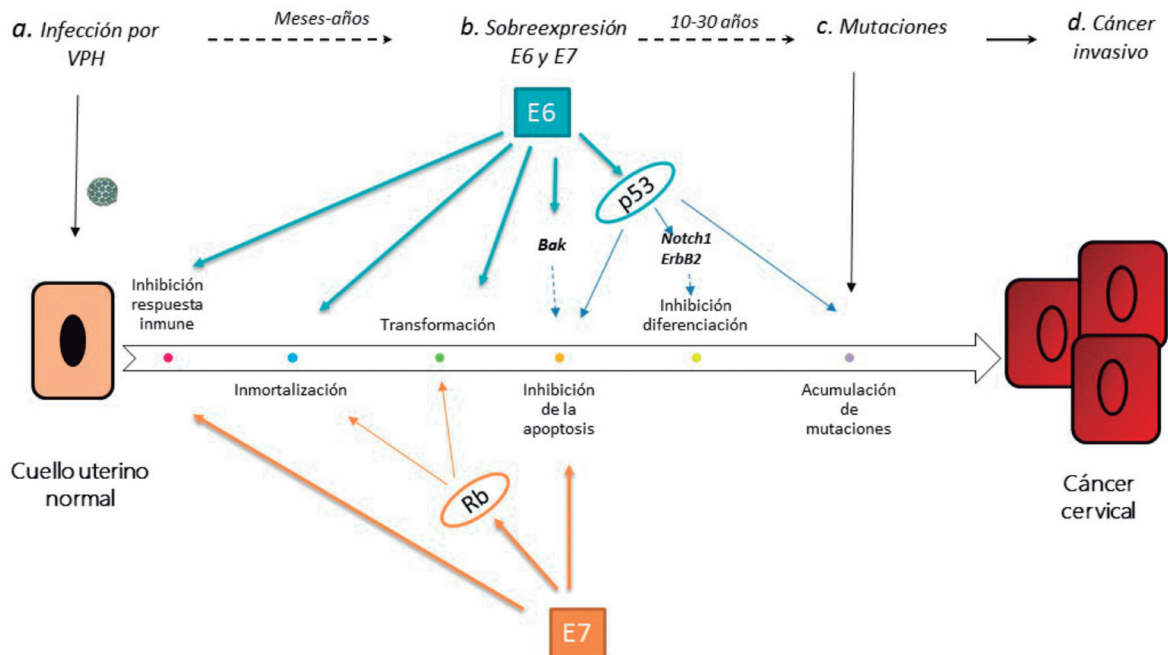 a. Infección por
VPH
Meses-años
b. Sobreexpresión
E6 y E7
10-30 años
c. Mutaciones
d. Cáncer
invasivo
E6
p53
Bak
Notch1
ErbB2
Inhibición
respuesta
inmune
Transformación
Inhibición
diferenciación
Inmortalización
Inhibición
de la
apoptosis
Acumulación
de
mutaciones
Cuello uterino
normal
Rb
Cáncer
cervical
E7